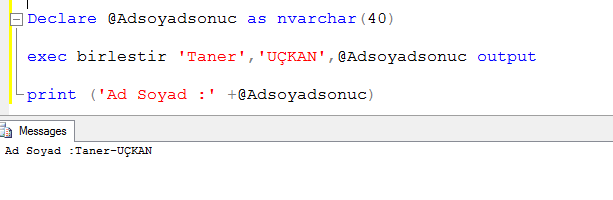 Declare @Adsoyadsonuc as nvarchar(40)
exec birlestir 'Taner','UÇKAN',@Adsoyadsonuc output
print ('Ad Soyad :' +@Adsoyadsonuc)
Messages
Ad Soyad :Taner-UÇKAN